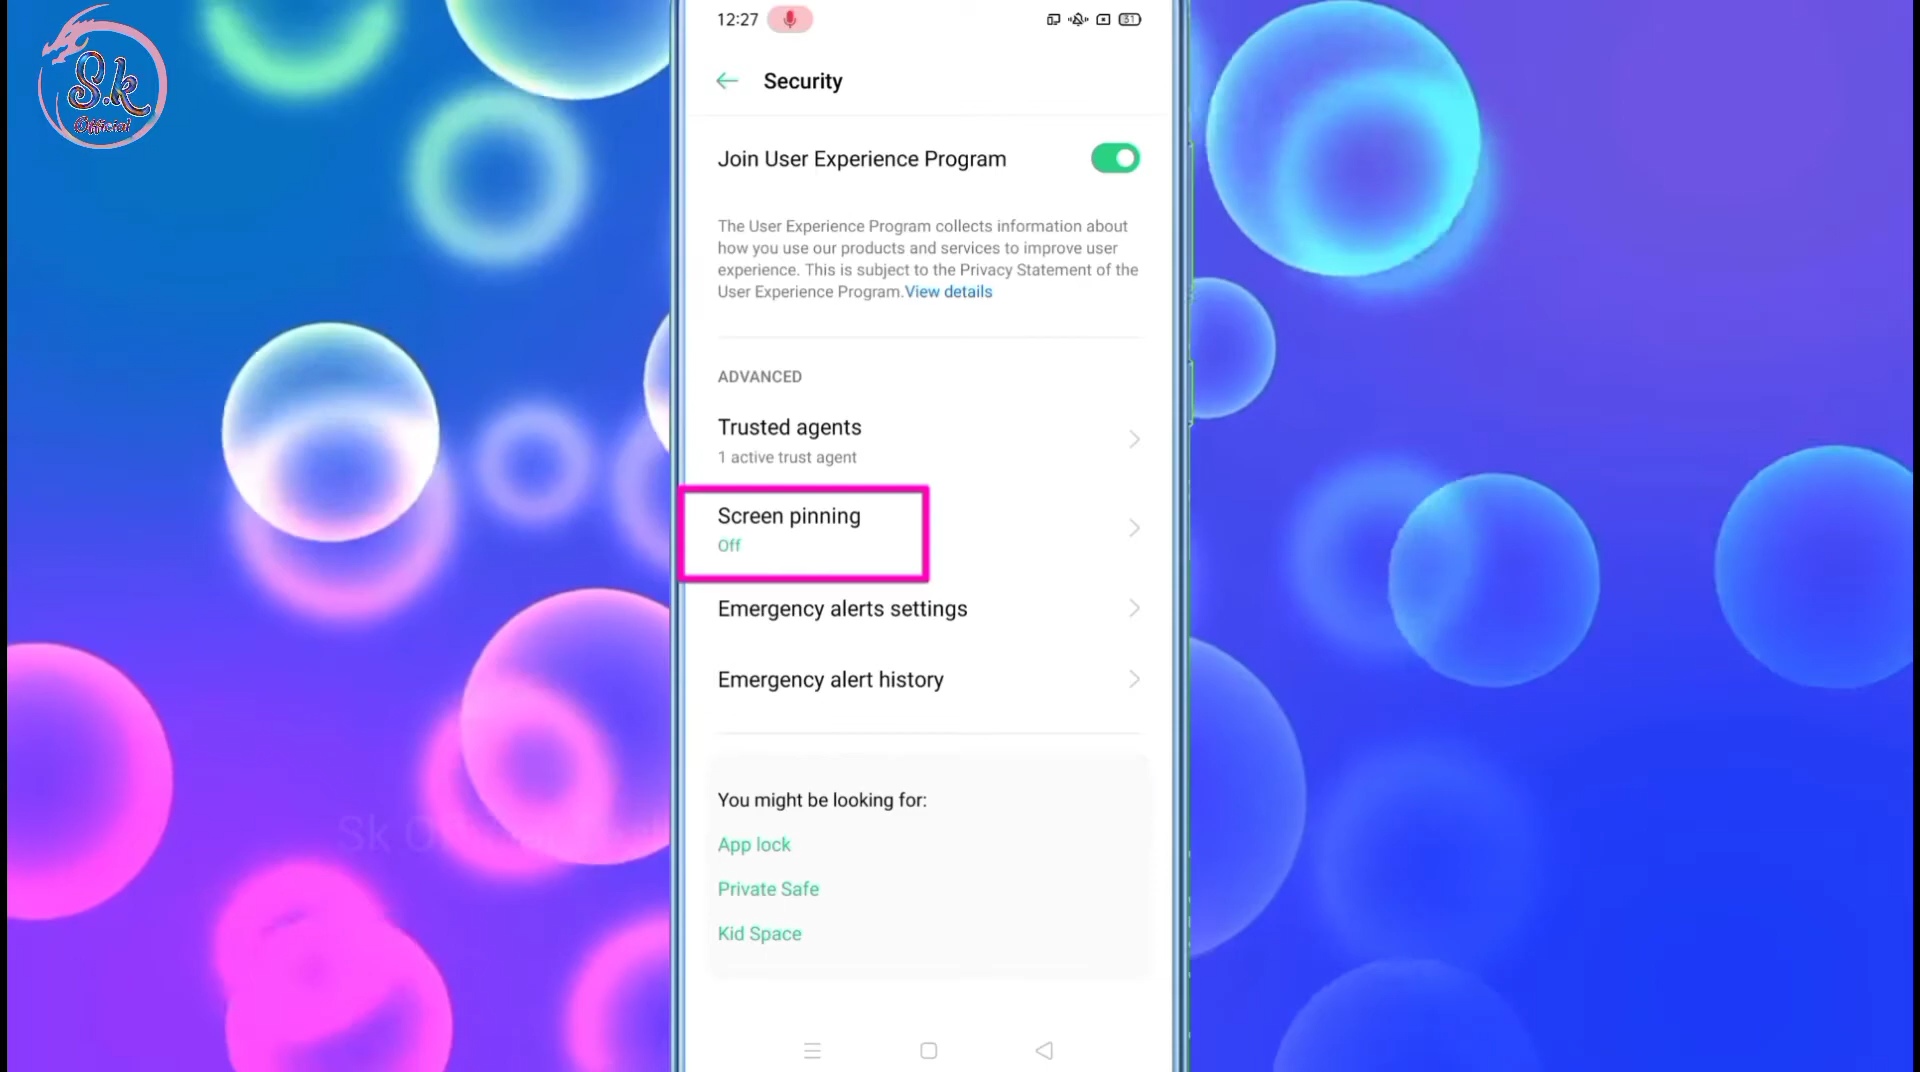 S.k
Official
12:27
31
Security
Join User Experience Program
The User Experience Program collects information about
how you use our products and services to improve user
experience. This is subject to the Privacy Statement of the
User Experience Program.View details
ADVANCED
Trusted agents
1 active trust agent
Screen pinning
Off
Emergency alerts settings
Emergency alert history
You might be looking for:
App lock
Private Safe
Kid Space
Sk